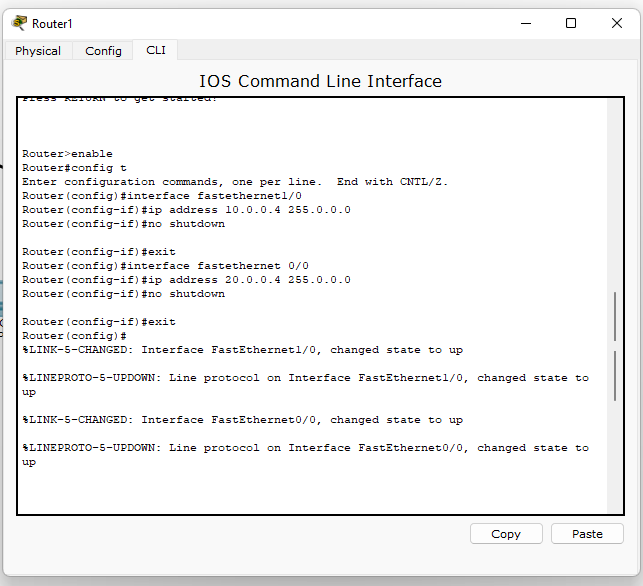 Router1
Physical
Config
CLI
IOS Command Line Interface
Press RETURN to get started!
Router>enable
Router#config t
Enter configuration commands, one per line.  End with CNTL/Z.
Router(config)#interface fastethernet1/0
Router(config-if)#ip address 10.0.0.4 255.0.0.0
Router(config-if)#no shutdown
Router(config-if)#exit
Router(config)#interface fastethernet 0/0
Router(config-if)#ip address 20.0.0.4 255.0.0.0
Router(config-if)#no shutdown
Router(config-if)#exit
Router(config)#
%LINK-5-CHANGED: Interface FastEthernet1/0, changed state to up
%LINEPROTO-5-UPDOWN: Line protocol on Interface FastEthernet1/0, changed state to
up
%LINK-5-CHANGED: Interface FastEthernet0/0, changed state to up
%LINEPROTO-5-UPDOWN: Line protocol on Interface FastEthernet0/0, changed state to
up
Copy
Paste